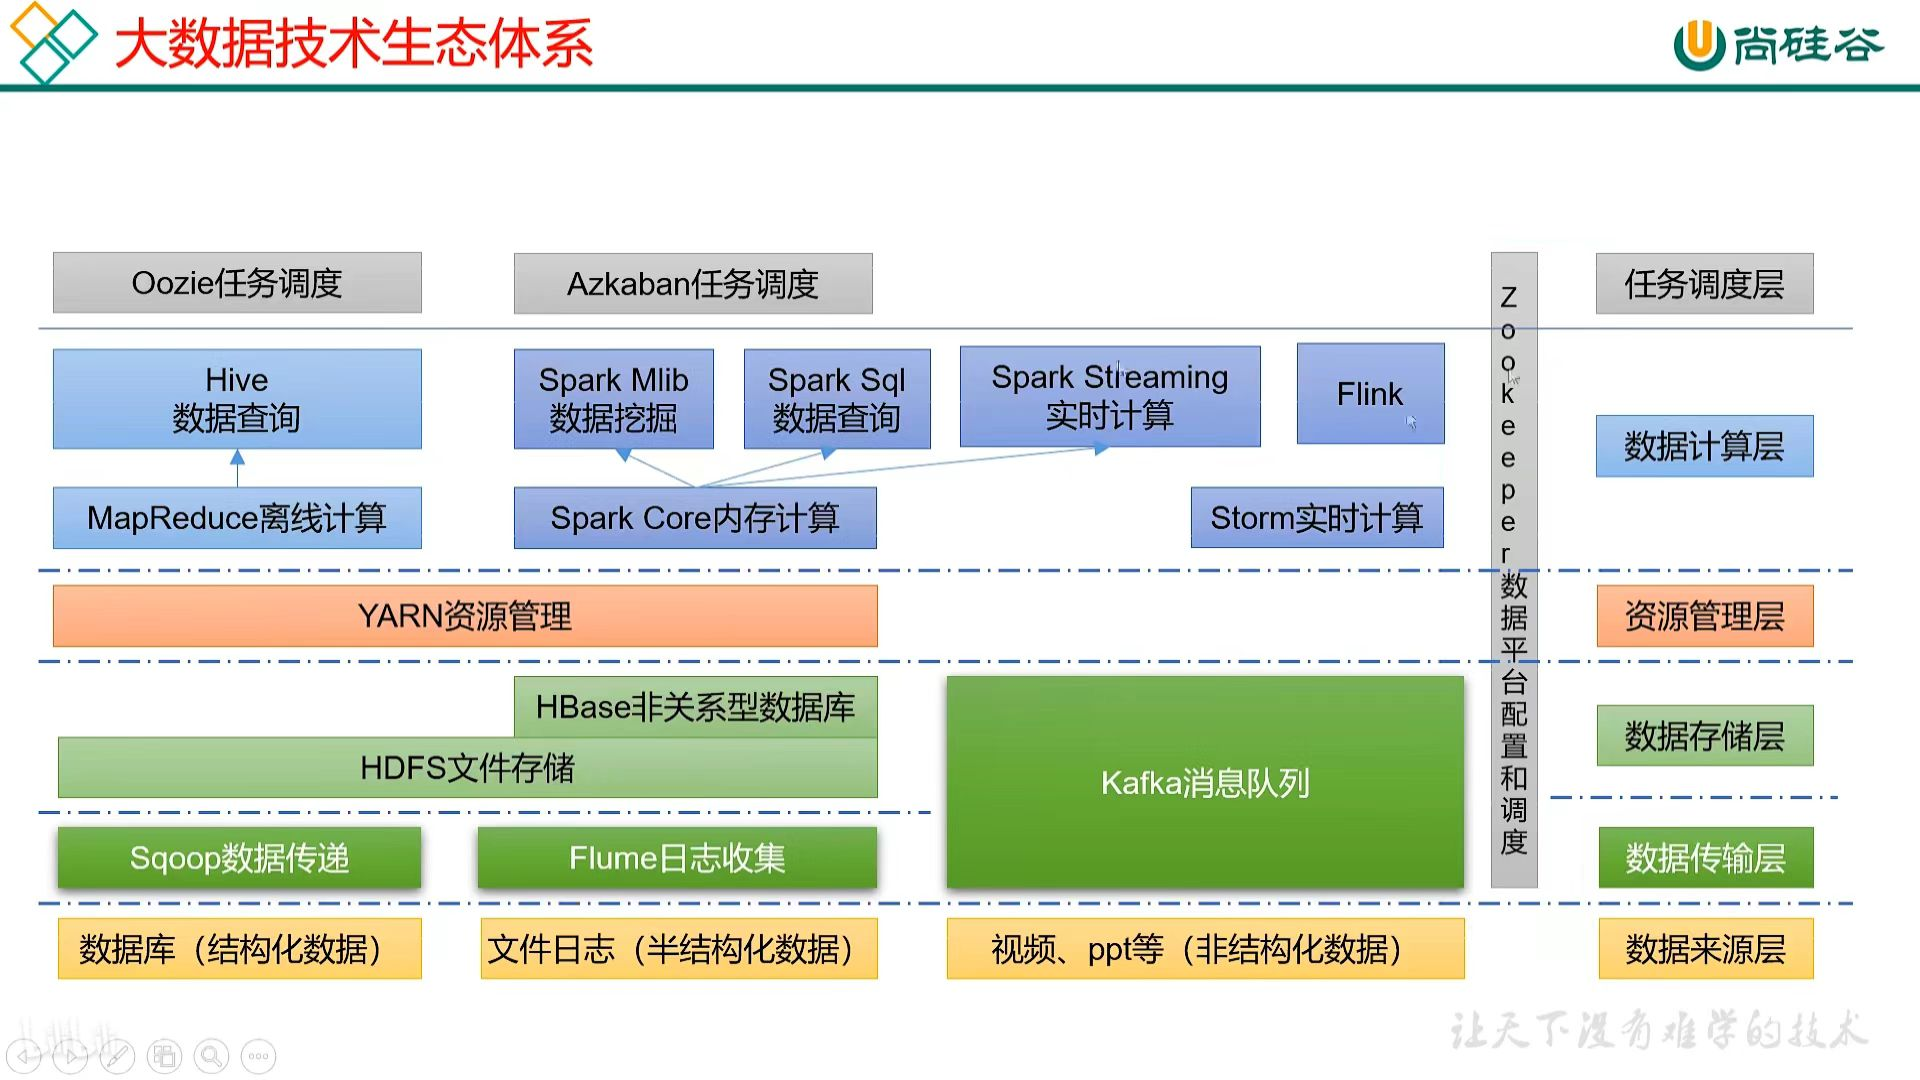 大数据技术生态体系
尚硅谷
Oozie任务调度
Azkaban任务调度
任务调度层
Hive
数据查询
Spark Mlib
数据挖掘
Spark Sql
数据查询
Spark Streaming
实时计算
Flink
数据计算层
MapReduce离线计算
Spark Core内存计算
Storm实时计算
Zookeeper数据平台配置和调度
YARN资源管理
资源管理层
HBase非关系型数据库
HDFS文件存储
Kafka消息队列
数据存储层
Sqoop数据传递
Flume日志收集
数据传输层
数据库（结构化数据）
文件日志（半结构化数据）
视频、ppt等（非结构化数据）
数据来源层
让天下没有难学的技术